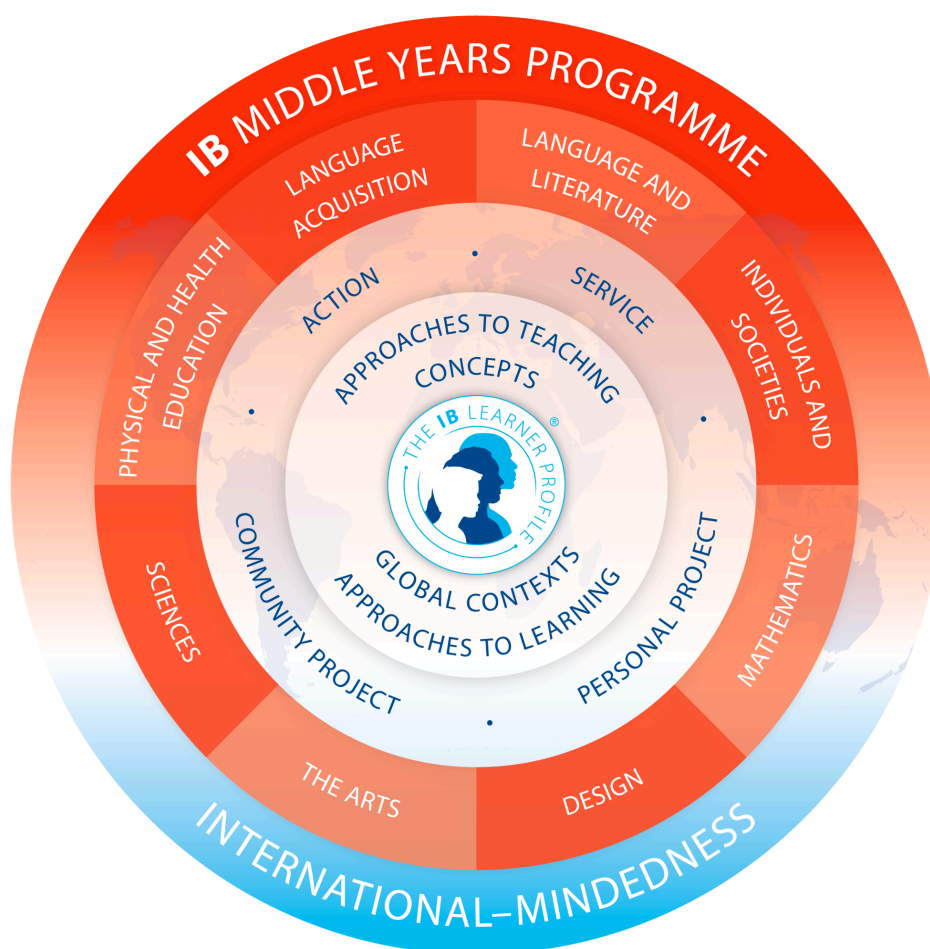 IB MIDDLE YEARS PROGRAMME
LANGUAGE
ACQUISITION
LANGUAGE AND
LITERATURE
INDIVIDUALS AND
SOCIETIES
MATHEMATICS
DESIGN
THE ARTS
SCIENCES
PHYSICAL AND HEALTH
EDUCATION
ACTION
SERVICE
PERSONAL PROJECT
COMMUNITY PROJECT
APPROACHES TO TEACHING
CONCEPTS
THE IB LEARNER PROFILE
®
GLOBAL CONTEXTS
APPROACHES TO LEARNING
INTERNATIONAL–MINDEDNESS